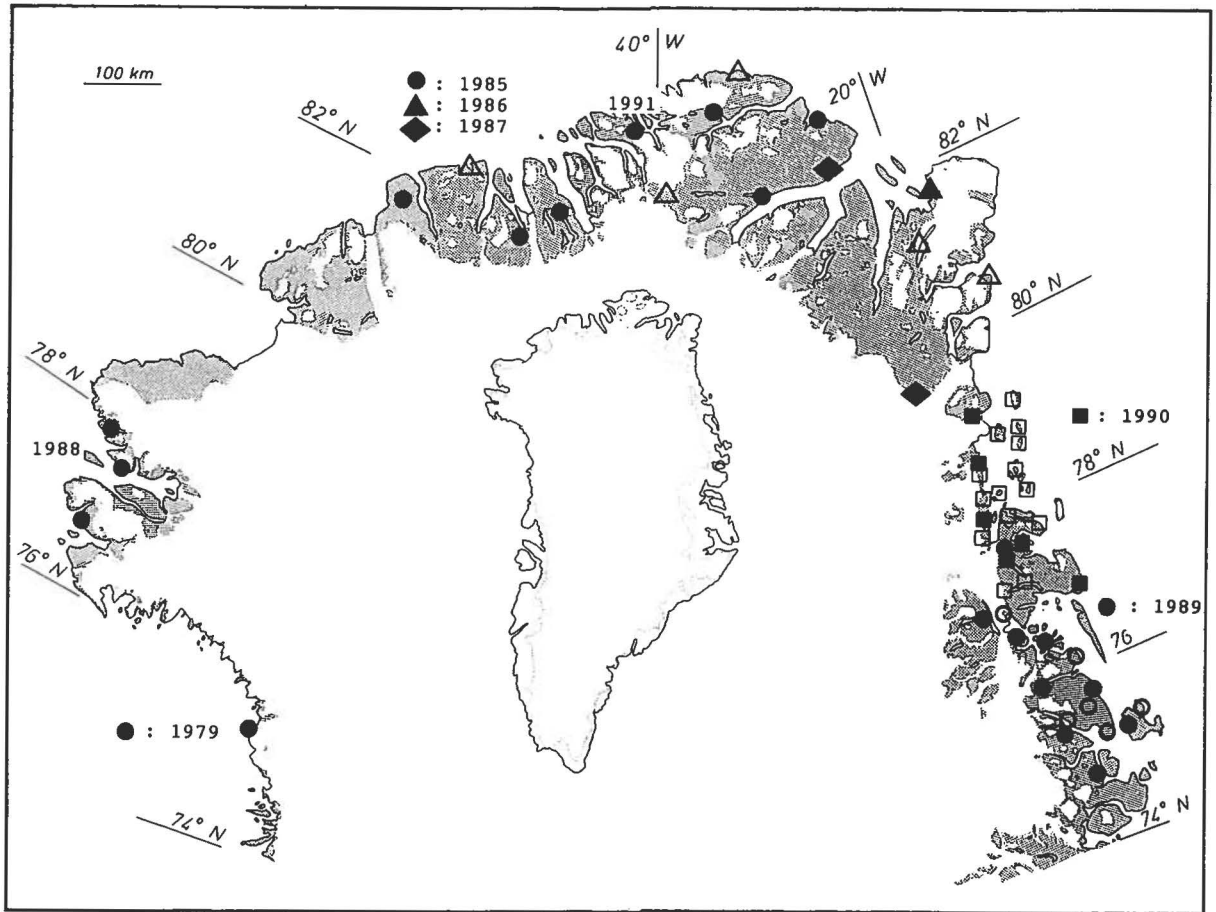 40° W
100 km
● : 1985
▲ : 1986
◆ : 1987
1991
20° W
82° N
82° N
80° N
80° N
78° N
■ : 1990
1988
78° N
76° N
● : 1989
76
● : 1979
74° N
74° N